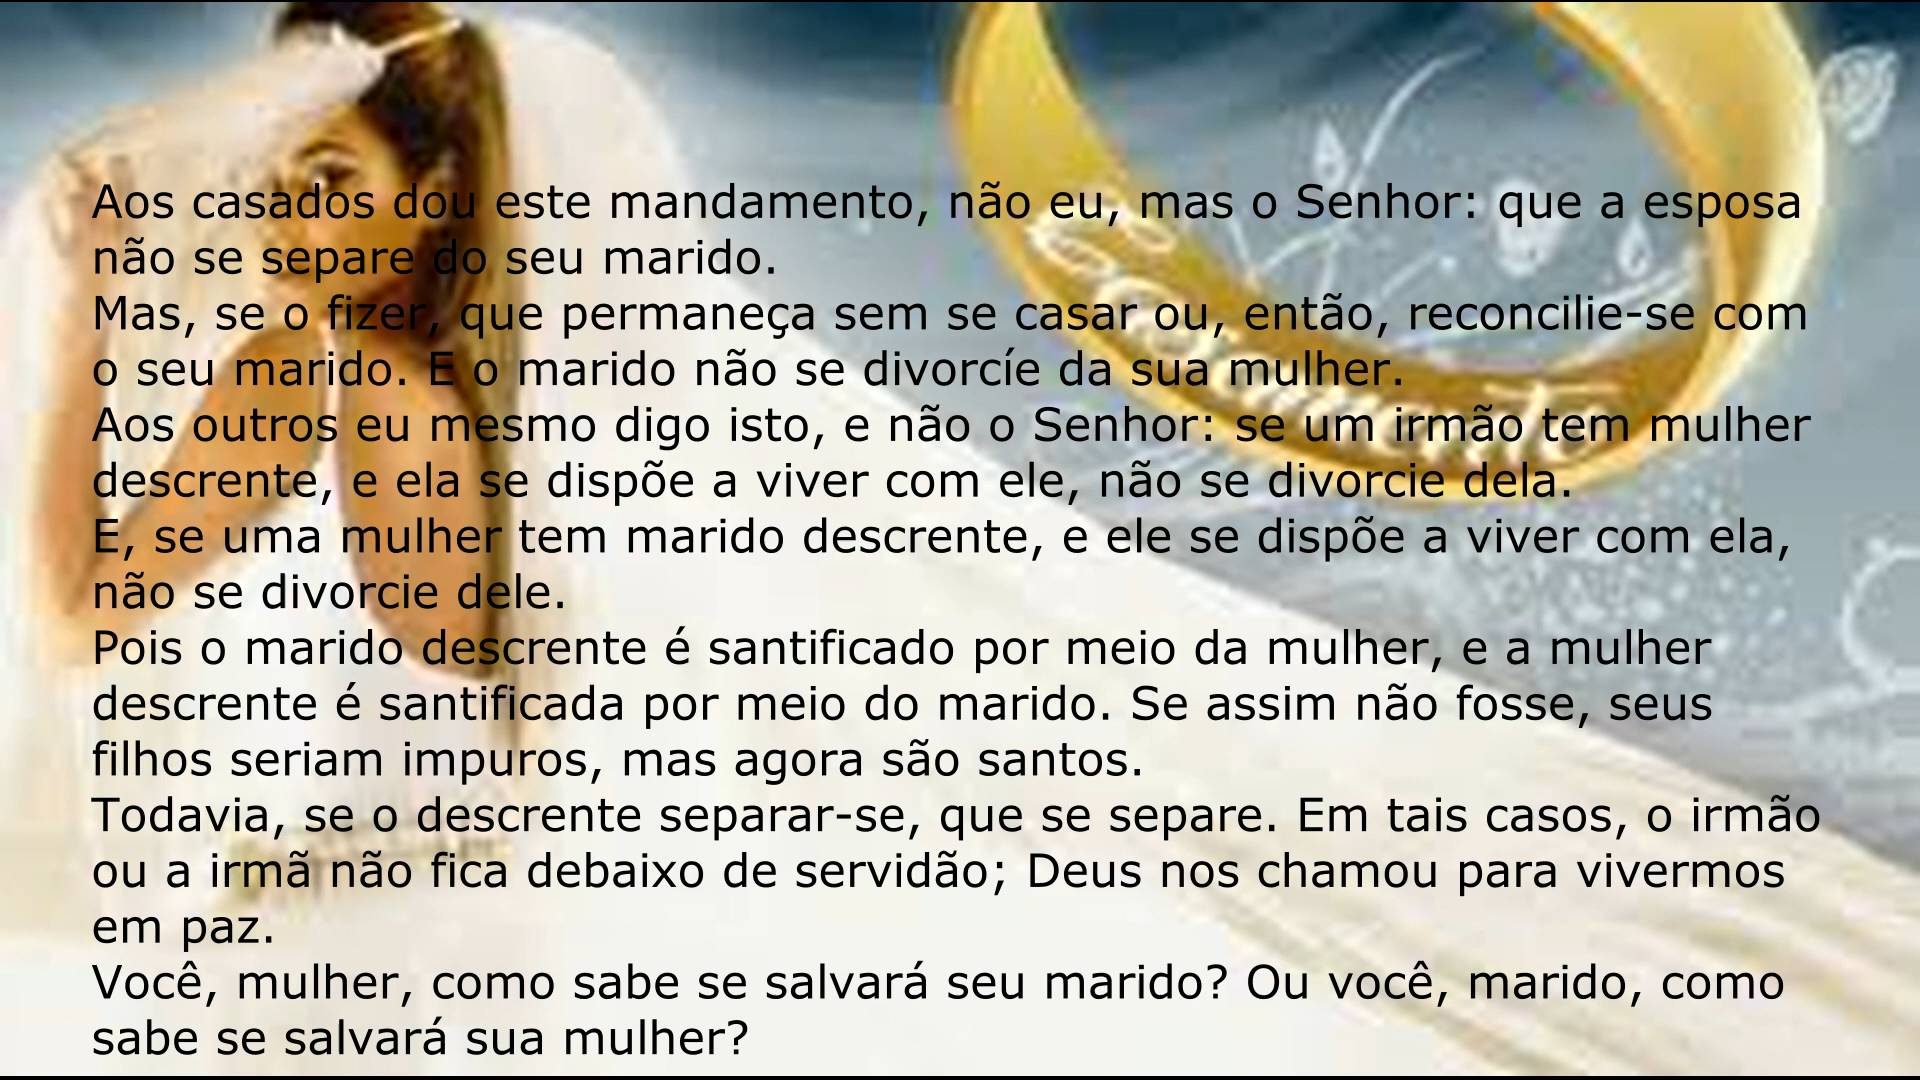 Aos casados dou este mandamento, não eu, mas o Senhor: que a esposa
não se separe do seu marido.
Mas, se o fizer, que permaneça sem se casar ou, então, reconcilie-se com
o seu marido. E o marido não se divorcíe da sua mulher.
Aos outros eu mesmo digo isto, e não o Senhor: se um irmão tem mulher
descrente, e ela se dispõe a viver com ele, não se divorcie dela.
E, se uma mulher tem marido descrente, e ele se dispõe a viver com ela,
não se divorcie dele.
Pois o marido descrente é santificado por meio da mulher, e a mulher
descrente é santificada por meio do marido. Se assim não fosse, seus
filhos seriam impuros, mas agora são santos.
Todavia, se o descrente separar-se, que se separe. Em tais casos, o irmão
ou a irmã não fica debaixo de servidão; Deus nos chamou para vivermos
em paz.
Você, mulher, como sabe se salvará seu marido? Ou você, marido, como
sabe se salvará sua mulher?